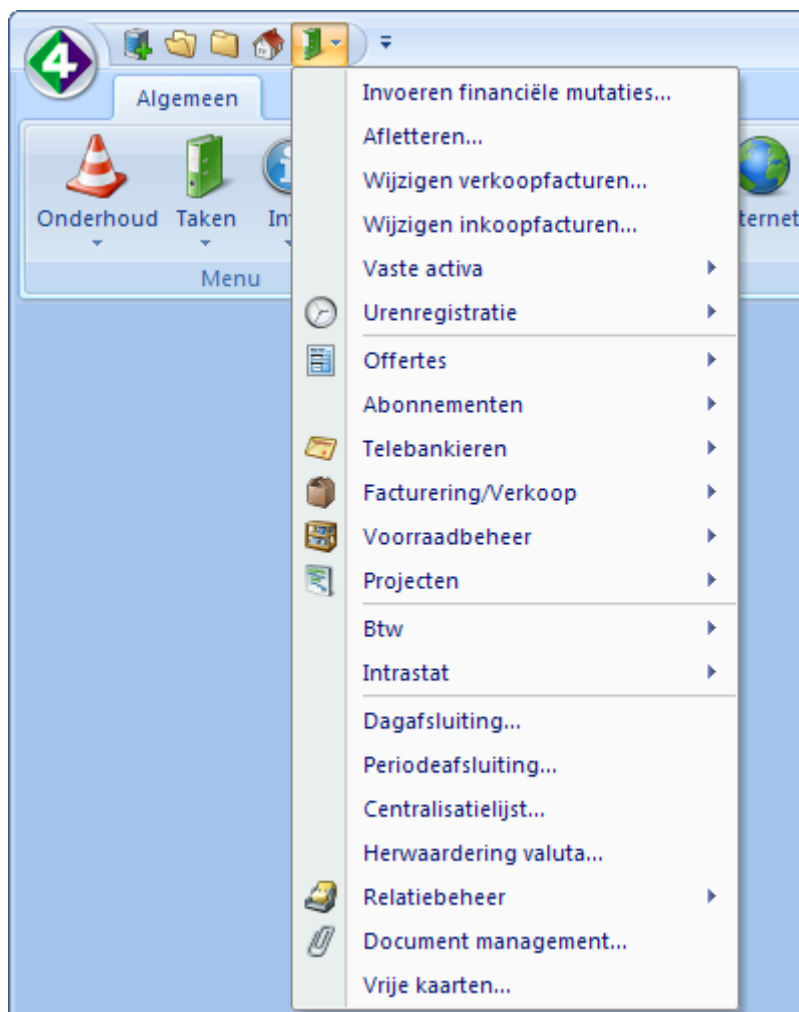 4
Algemeen
Onderhoud
Taken
Menu
Invoeren financiële mutaties...
Afletteren...
Wijzigen verkoopfacturen...
Wijzigen inkoopfacturen...
Vaste activa
Urenregistratie
Offertes
Abonnementen
Telebankieren
Facturering/Verkoop
Voorraadbeheer
Projecten
Btw
Intrastat
Dagafsluiting...
Periodeafsluiting...
Centralisatielijst...
Herwaardering valuta...
Relatiebeheer
Document management...
Vrije kaarten...